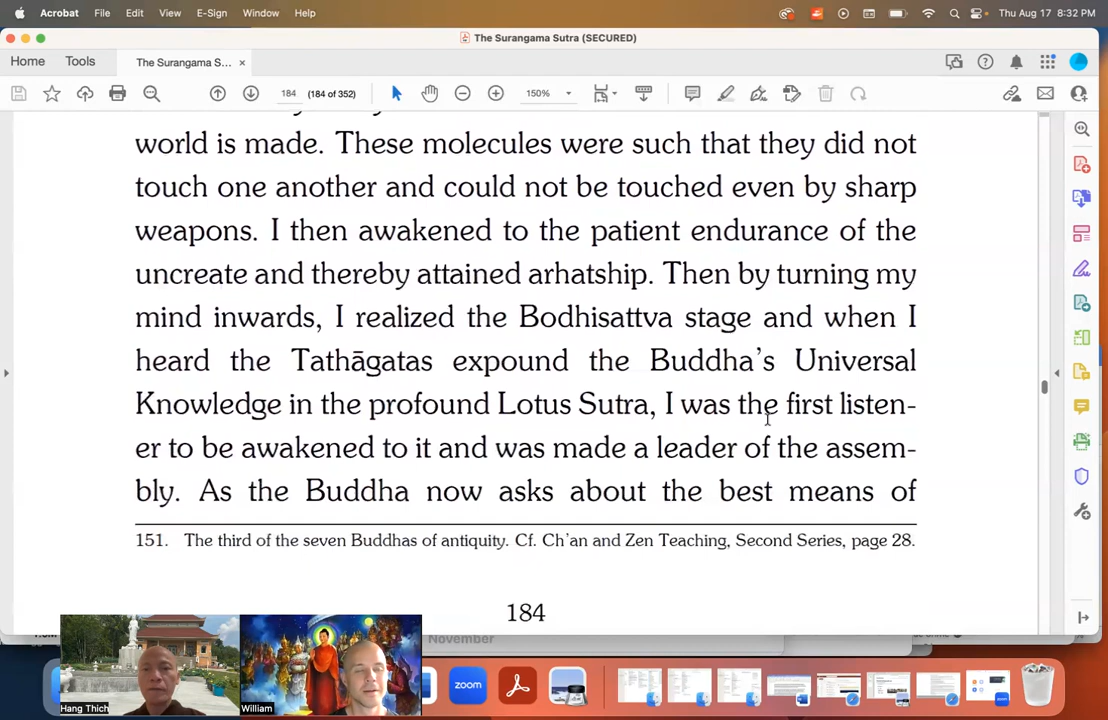 Acrobat File Edit View E-Sign Window Help Thu Aug 17 8:32 PM
The Surangama Sutra (SECURED)
Home Tools The Surangama S... ×
184 (184 of 352) 150%
world is made. These molecules were such that they did not
touch one another and could not be touched even by sharp
weapons. I then awakened to the patient endurance of the
uncreate and thereby attained arhatship. Then by turning my
mind inwards, I realized the Bodhisattva stage and when I
heard the Tathāgatas expound the Buddha's Universal
Knowledge in the profound Lotus Sutra, I was the first listen-
er to be awakened to it and was made a leader of the assem-
bly. As the Buddha now asks about the best means of
151. The third of the seven Buddhas of antiquity. Cf. Ch'an and Zen Teaching, Second Series, page 28.
184
November
zoom
Hang Thich
William